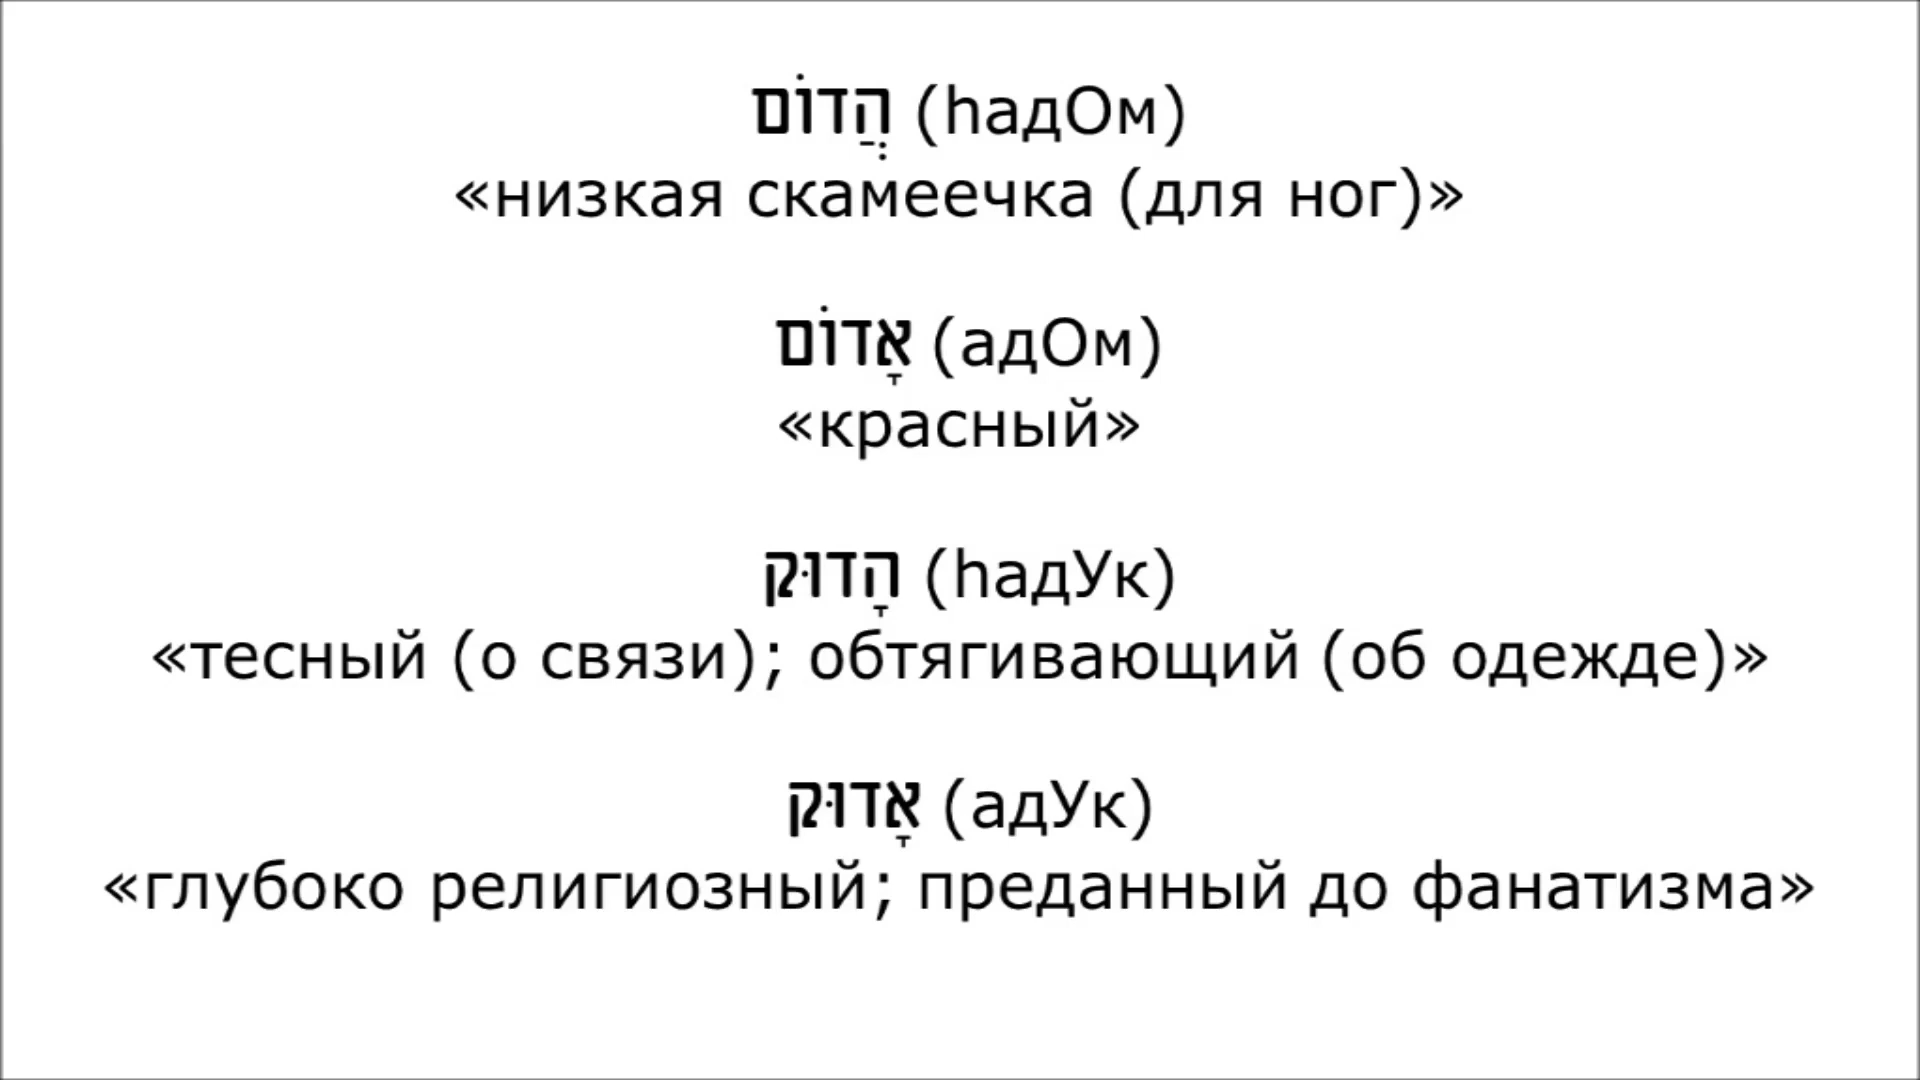 הֲדוֹם (hадОм)
«низкая скамеечка (для ног)»
אָדוֹם (адОм)
«красный»
הָדוּק (hадУк)
«тесный (о связи); обтягивающий (об одежде)»
אָדוּק (адУк)
«глубоко религиозный; преданный до фанатизма»